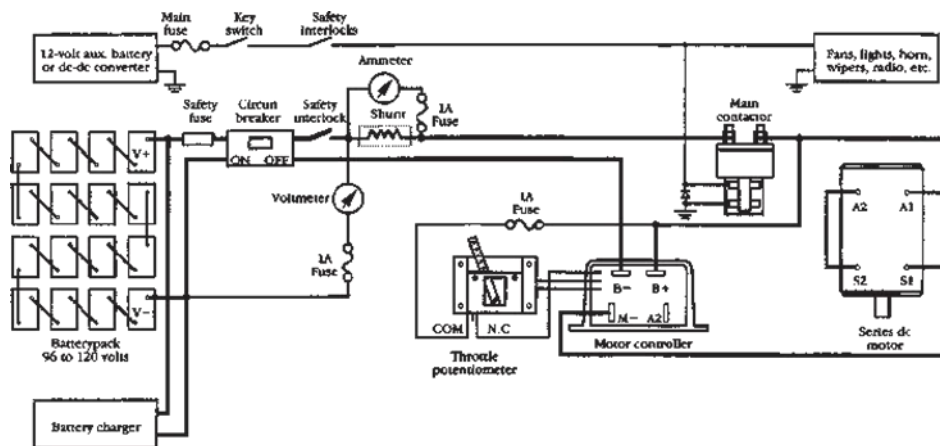 Main
fuse
Key
switch
Safety
interlocks
12-volt aux. battery
or dc-dc converter
Fans, lights, horn,
wipers, radio, etc.
Ammeter
Safety
fuse
Circuit
breaker
Safety
interlock
Shunt
1A
Fuse
Main
contactor
V+
ON OFF
Voltmeter
1A
Fuse
1A
Fuse
A2 A1
S2 S1
B− B+
M− A2
COM N.C
V−
Batterypack
96 to 120 volts
Throttle
potentiometer
Motor controller
Series dc
motor
Battery charger